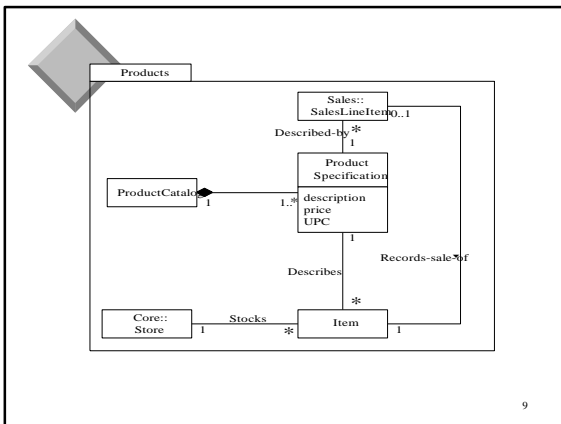 Products
Sales::
SalesLineItem
0..1
Described-by
*
1
Product
Specification
ProductCatalog
1
1..*
description
price
UPC
1
Describes
Records-sale-of
*
Core::
Store
Stocks
1
*
Item
1
9